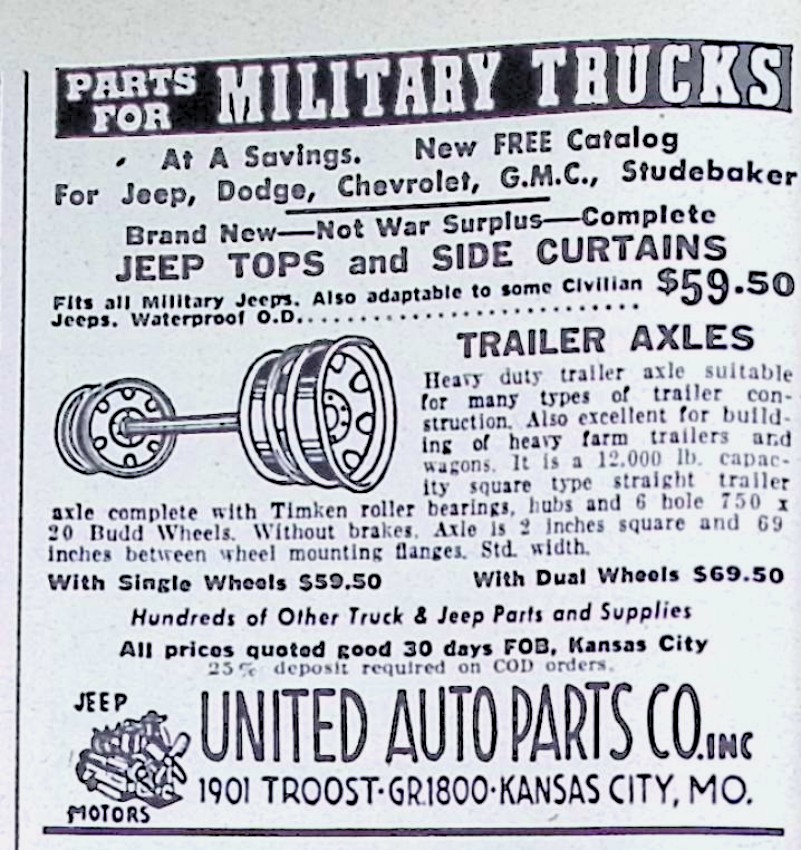 PARTS FOR MILITARY TRUCKS
At A Savings. New FREE Catalog
For Jeep, Dodge, Chevrolet, G.M.C., Studebaker
Brand New—Not War Surplus—Complete
JEEP TOPS and SIDE CURTAINS
Fits all Military Jeeps. Also adaptable to some Civilian
Jeeps. Waterproof O.D............................... $59.50
TRAILER AXLES
Heavy duty trailer axle suitable
for many types of trailer con-
struction. Also excellent for build-
ing of heavy farm trailers and
wagons. It is a 12,000 lb. capac-
ity square type straight trailer
axle complete with Timken roller bearings, hubs and 6 hole 750 x
20 Budd Wheels. Without brakes. Axle is 2 inches square and 69
inches between wheel mounting flanges. Std. width.
With Single Wheels $59.50 With Dual Wheels $69.50
Hundreds of Other Truck & Jeep Parts and Supplies
All prices quoted good 30 days FOB, Kansas City
25% deposit required on COD orders.
JEEP
MOTORS
UNITED AUTO PARTS CO.INC
1901 TROOST·GR.1800·KANSAS CITY, MO.